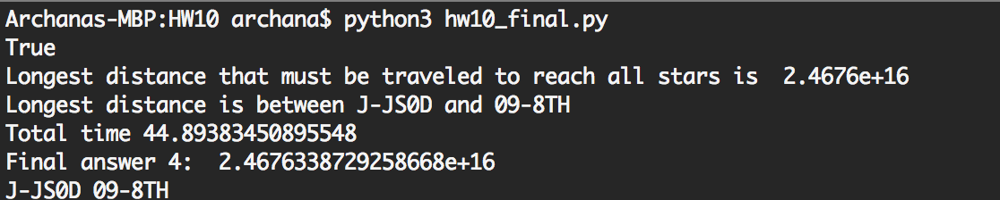 Archanas-MBP:HW10 archana$ python3 hw10_final.py
True
Longest distance that must be traveled to reach all stars is  2.4676e+16
Longest distance is between J-JS0D and 09-8TH
Total time 44.89383450895548
Final answer 4:  2.4676338729258668e+16
J-JS0D 09-8TH